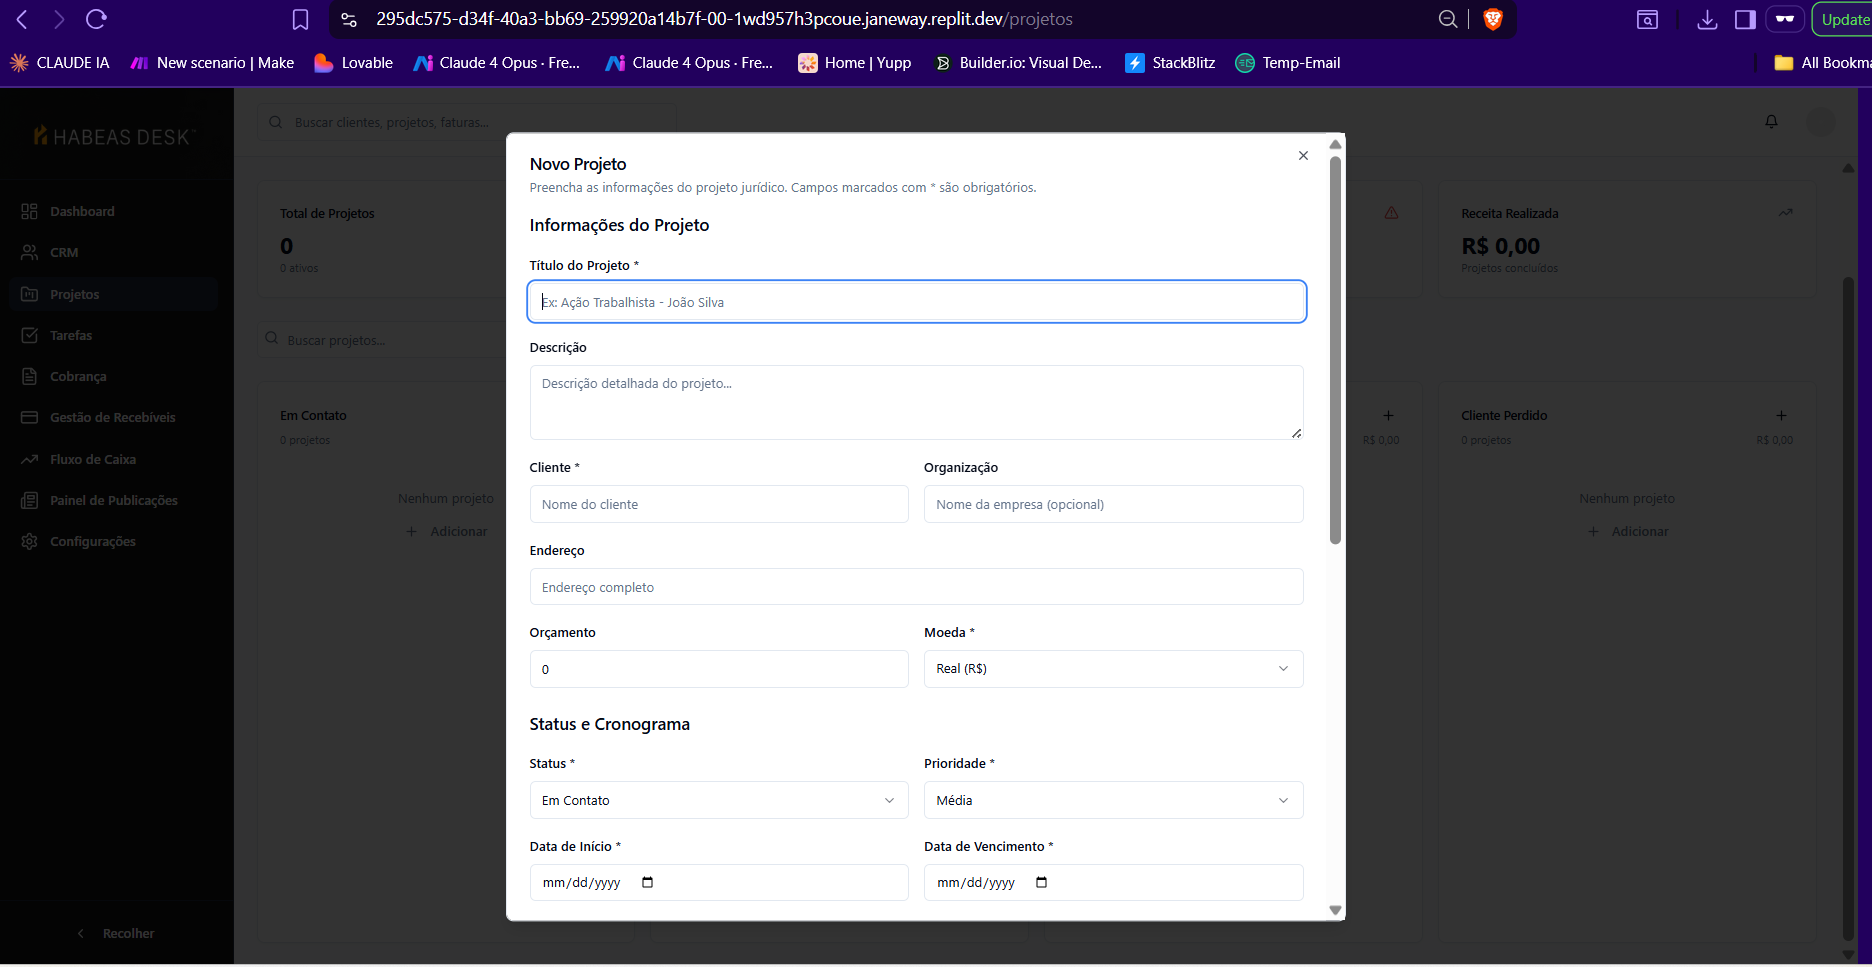 295dc575-d34f-40a3-bb69-259920a14b7f-00-1wd957h3pcoue.janeway.replit.dev/projetos
Update
CLAUDE IA
New scenario | Make
Lovable
Claude 4 Opus · Fre...
Claude 4 Opus · Fre...
Home | Yupp
Builder.io: Visual De...
StackBlitz
Temp-Email
All Bookma
HABEAS DESK
Buscar clientes, projetos, faturas...
Dashboard
CRM
Projetos
Tarefas
Cobrança
Gestão de Recebíveis
Fluxo de Caixa
Painel de Publicações
Configurações
Recolher
Total de Projetos
0
0 ativos
Receita Realizada
R$ 0,00
Projetos concluídos
Buscar projetos...
Em Contato
0 projetos
Nenhum projeto
+ Adicionar
R$ 0,00
Cliente Perdido
0 projetos
R$ 0,00
Nenhum projeto
+ Adicionar
Novo Projeto
Preencha as informações do projeto jurídico. Campos marcados com * são obrigatórios.
Informações do Projeto
Título do Projeto *
Ex: Ação Trabalhista - João Silva
Descrição
Descrição detalhada do projeto...
Cliente *
Organização
Nome do cliente
Nome da empresa (opcional)
Endereço
Endereço completo
Orçamento
Moeda *
0
Real (R$)
Status e Cronograma
Status *
Prioridade *
Em Contato
Média
Data de Início *
Data de Vencimento *
mm/dd/yyyy
mm/dd/yyyy